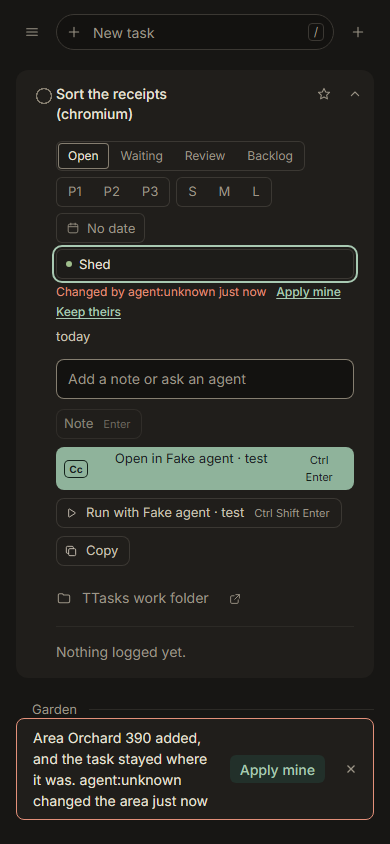 New task /
Sort the receipts
(chromium)
Open Waiting Review Backlog
P1 P2 P3 S M L
No date
Shed
Changed by agent:unknown just now Apply mine
Keep theirs
today
Add a note or ask an agent
Note Enter
Cc Open in Fake agent · test Ctrl
Enter
Run with Fake agent · test Ctrl Shift Enter
Copy
TTasks work folder
Nothing logged yet.
Garden
Area Orchard 390 added,
and the task stayed where
it was. agent:unknown
changed the area just now
Apply mine